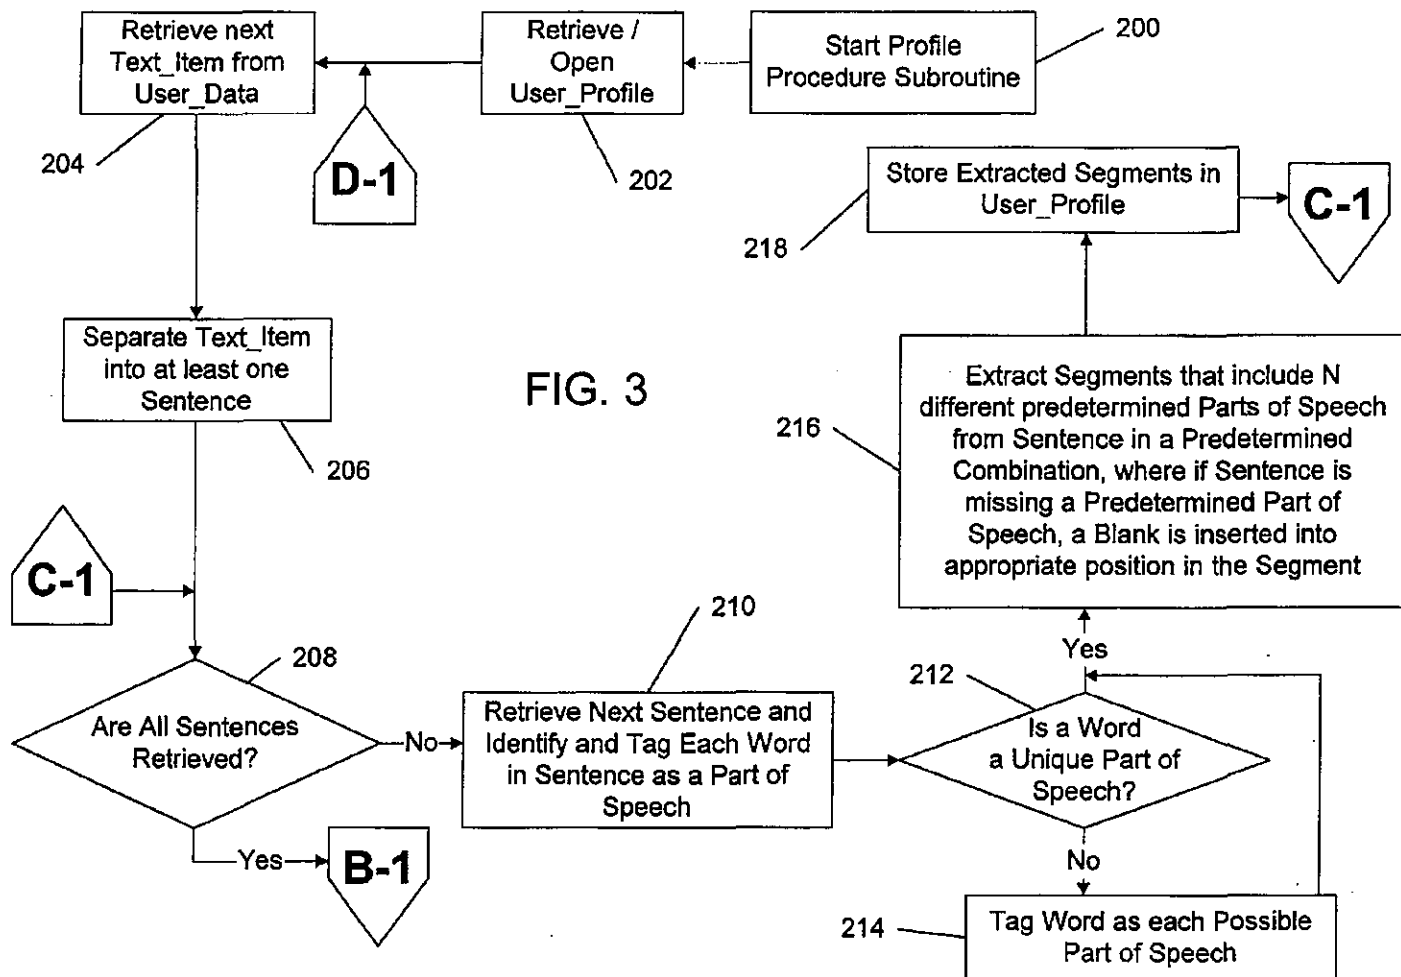 Start Profile
Procedure Subroutine
200
Retrieve /
Open
User_Profile
202
Retrieve next
Text_Item from
User_Data
204
D-1
Separate Text_Item
into at least one
Sentence
206
FIG. 3
C-1
Are All Sentences
Retrieved?
208
Yes
B-1
No
Retrieve Next Sentence and
Identify and Tag Each Word
in Sentence as a Part of
Speech
210
Is a Word
a Unique Part of
Speech?
212
No
Tag Word as each Possible
Part of Speech
214
Yes
Extract Segments that include N
different predetermined Parts of Speech
from Sentence in a Predetermined
Combination, where if Sentence is
missing a Predetermined Part of
Speech, a Blank is inserted into
appropriate position in the Segment
216
Store Extracted Segments in
User_Profile
218
C-1